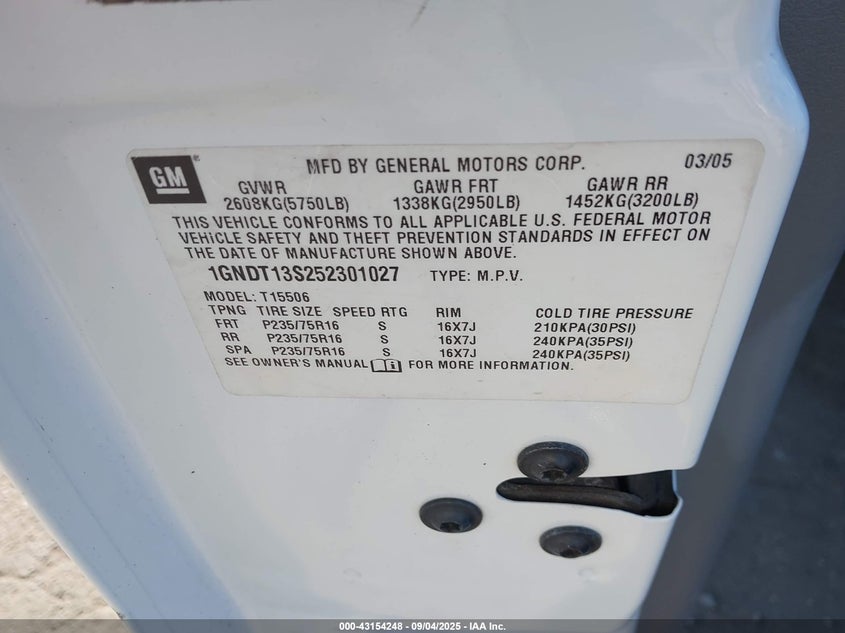 GM ® MFD BY GENERAL MOTORS CORP. 03/05
GVWR GAWR FRT GAWR RR
2608KG(5750LB) 1338KG(2950LB) 1452KG(3200LB)
THIS VEHICLE CONFORMS TO ALL APPLICABLE U.S. FEDERAL MOTOR
VEHICLE SAFETY AND THEFT PREVENTION STANDARDS IN EFFECT ON
THE DATE OF MANUFACTURE SHOWN ABOVE.
1GNDT13S252301027 TYPE: M.P.V.
MODEL: T15506
TPNG TIRE SIZE SPEED RTG RIM COLD TIRE PRESSURE
FRT P235/75R16 S 16X7J 210KPA(30PSI)
RR P235/75R16 S 16X7J 240KPA(35PSI)
SPA P235/75R16 S 16X7J 240KPA(35PSI)
SEE OWNER'S MANUAL FOR MORE INFORMATION.
000-43154248 - 09/04/2025 - IAA Inc.